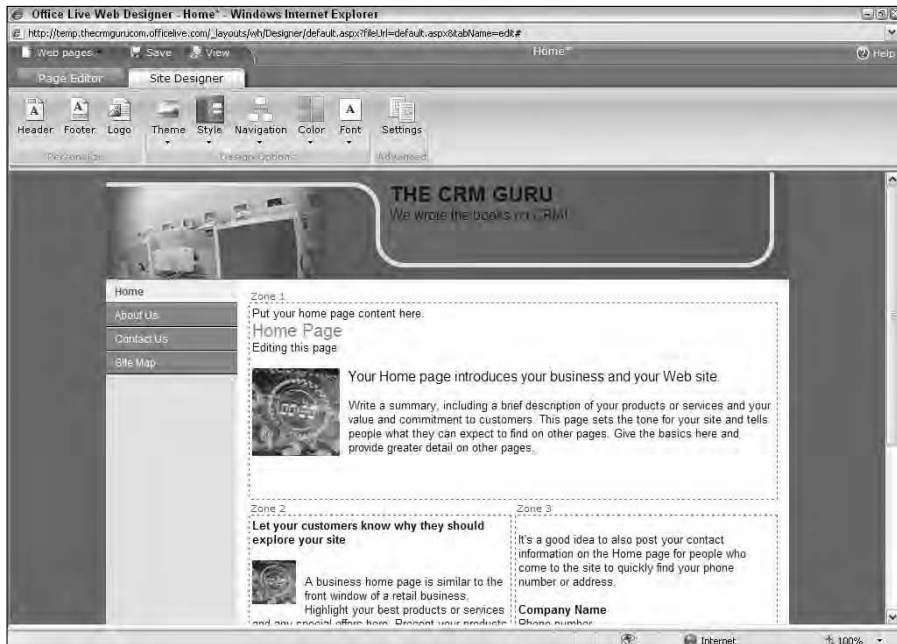 Office Live Web Designer - Home* - Windows Internet Explorer
http://temp.thecrmgurucom.officelive.com/_layouts/wh/Designer/default.aspx?fileUrl=default.aspx&tabName=edit#
Web pages Save View Home* Help
Page Editor Site Designer
Header Footer Logo Theme Style Navigation Color Font Settings
Personalize Design Options Advanced
THE CRM GURU
We wrote the books on CRM!
Home
About Us
Contact Us
Site Map
Zone 1
Put your home page content here.
Home Page
Editing this page
Your Home page introduces your business and your Web site.
Write a summary, including a brief description of your products or services and your
value and commitment to customers. This page sets the tone for your site and tells
people what they can expect to find on other pages. Give the basics here and
provide greater detail on other pages.
Zone 2
Let your customers know why they should
explore your site
A business home page is similar to the
front window of a retail business.
Highlight your best products or services
and any special offers here. Present your products
Zone 3
It's a good idea to also post your contact
information on the Home page for people who
come to the site to quickly find your phone
number or address.
Company Name
Phone number
Internet 100%